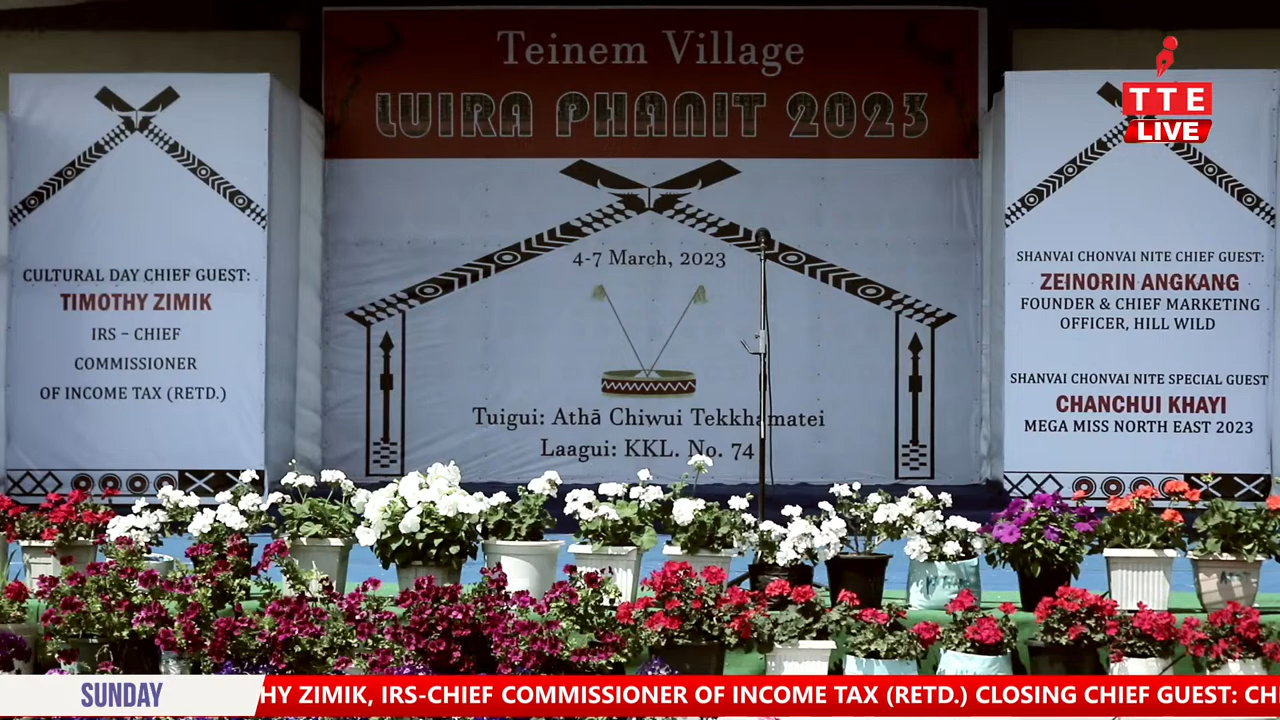 Teinem Village
LUIRA PHANIT 2023
4-7 March, 2023
Tuigui: Athā Chiwui Tekkhamatei
Laagui: KKL. No. 74
CULTURAL DAY CHIEF GUEST:
TIMOTHY ZIMIK
IRS – CHIEF
COMMISSIONER
OF INCOME TAX (RETD.)
SHANVAI CHONVAI NITE CHIEF GUEST:
ZEINORIN ANGKANG
FOUNDER & CHIEF MARKETING
OFFICER, HILL WILD
SHANVAI CHONVAI NITE SPECIAL GUEST
CHANCHUI KHAYI
MEGA MISS NORTH EAST 2023
TTE
LIVE
SUNDAY
HY ZIMIK, IRS-CHIEF COMMISSIONER OF INCOME TAX (RETD.) CLOSING CHIEF GUEST: CH